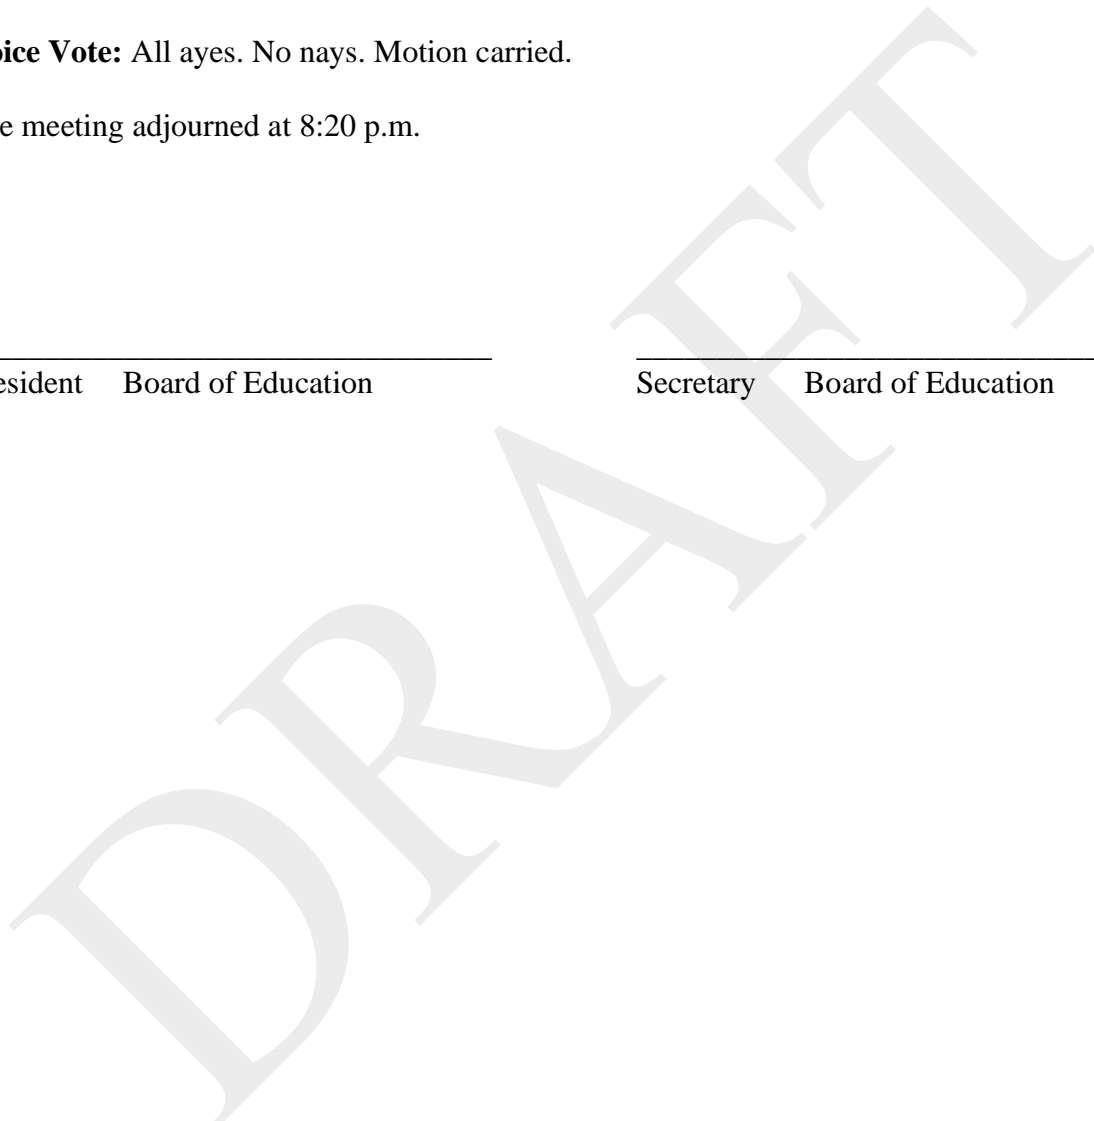 oice Vote: All ayes. No nays. Motion carried.
e meeting adjourned at 8:20 p.m.
esident Board of Education Secretary Board of Education
DRAFT